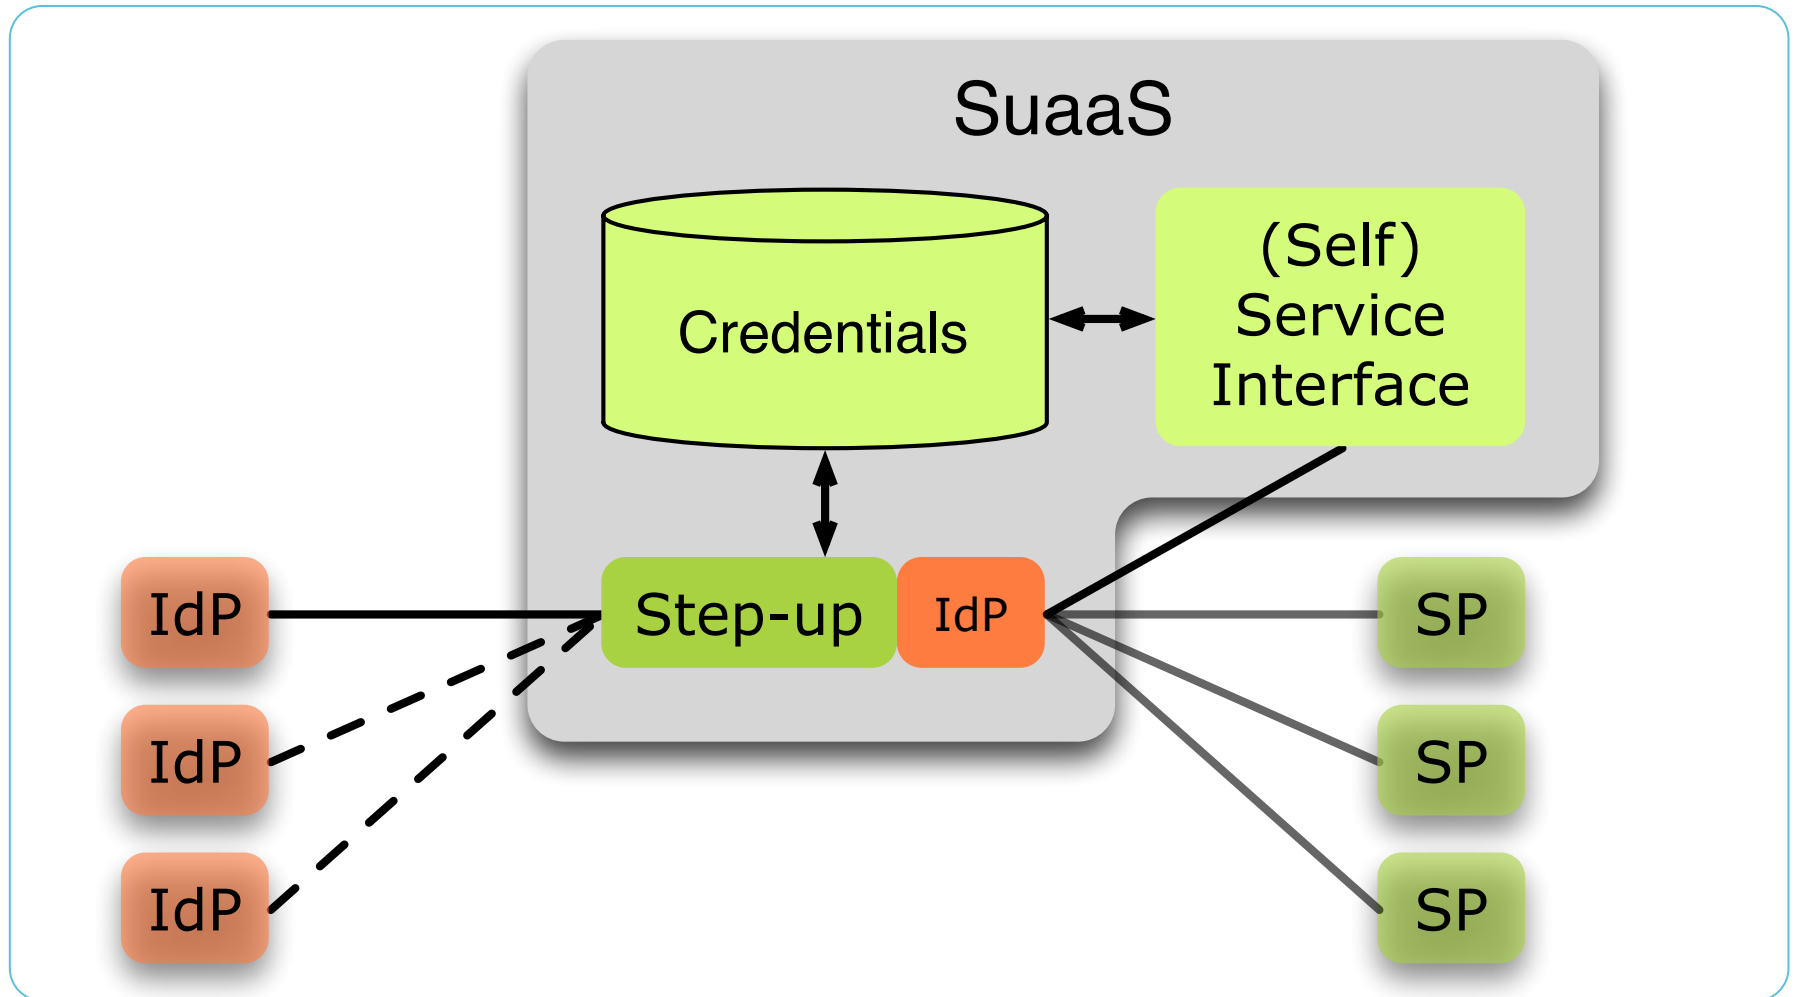 SuaaS
Credentials
(Self)
Service
Interface
IdP
Step-up
IdP
SP
IdP
SP
IdP
SP